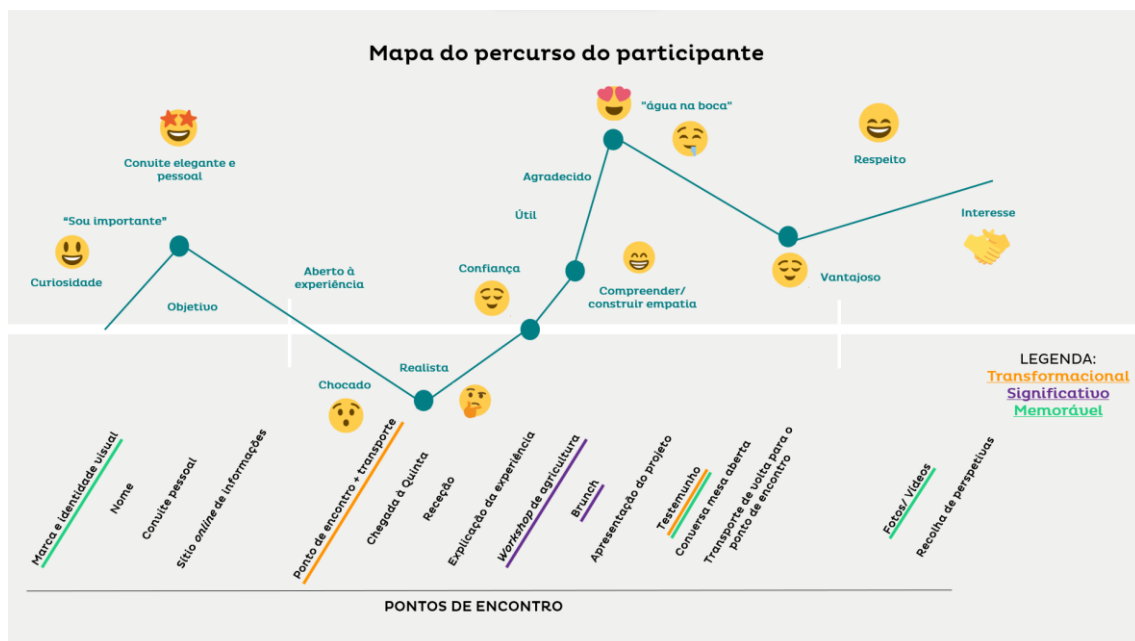 Mapa do percurso do participante
"água na boca"
Convite elegante e
pessoal
Respeito
Agradecido
"Sou importante"
Útil
Interesse
Curiosidade
Aberto à
experiência
Confiança
Compreender/
construir empatia
Vantajoso
Objetivo
Realista
Chocado
LEGENDA:
Transformacional
Significativo
Memorável
Marca e identidade visual
Nome
Convite pessoal
Sítio online de informações
Ponto de encontro + transporte
Chegada à Quinta
Receção
Explicação da experiência
Workshop de agricultura
Brunch
Apresentação do projeto
Testemunho
Conversa mesa aberta
Transporte de volta para o
ponto de encontro
Fotos/ Vídeos
Recolha de perspetivas
PONTOS DE ENCONTRO